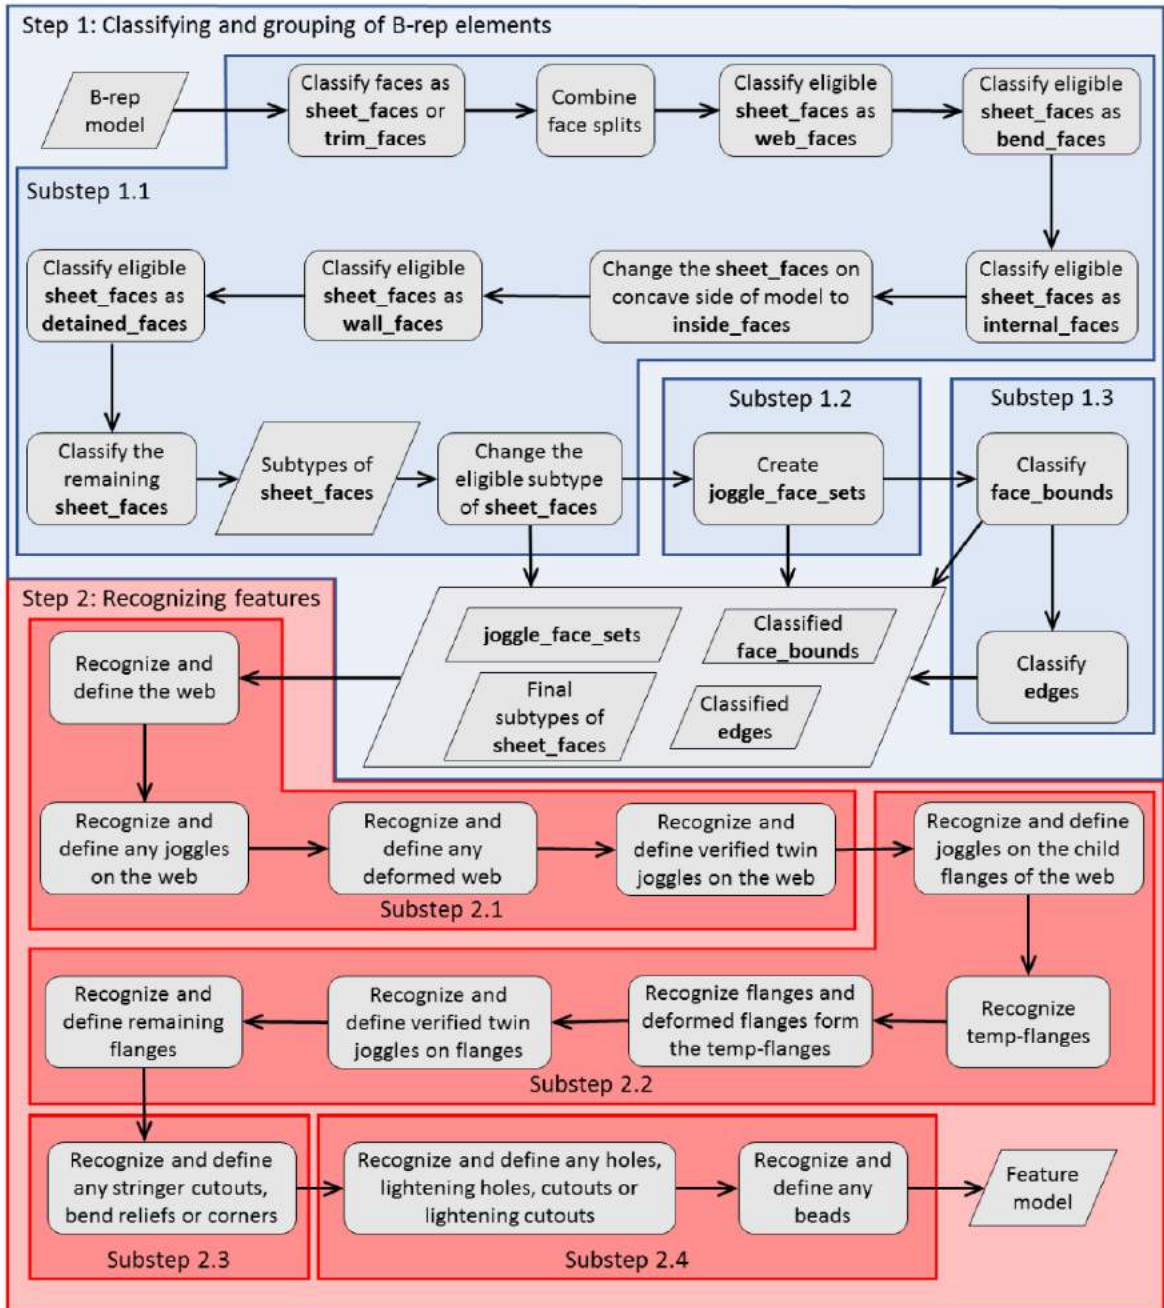 Step 1: Classifying and grouping of B-rep elements
B-rep
model
Classify faces as
sheet_faces or
trim_faces
Combine
face splits
Classify eligible
sheet_faces as
web_faces
Classify eligible
sheet_faces as
bend_faces
Substep 1.1
Classify eligible
sheet_faces as
internal_faces
Change the sheet_faces on
concave side of model to
inside_faces
Classify eligible
sheet_faces as
wall_faces
Classify eligible
sheet_faces as
detained_faces
Classify the
remaining
sheet_faces
Subtypes of
sheet_faces
Change the
eligible subtype
of sheet_faces
Substep 1.2
Create
joggle_face_sets
Substep 1.3
Classify
face_bounds
Classify
edges
joggle_face_sets
Classified
face_bounds
Final
subtypes of
sheet_faces
Classified
edges
Step 2: Recognizing features
Recognize and
define the web
Recognize and
define any joggles
on the web
Recognize and
define any
deformed web
Recognize and
define verified twin
joggles on the web
Substep 2.1
Recognize and define
joggles on the child
flanges of the web
Recognize
temp-flanges
Recognize flanges and
deformed flanges form
the temp-flanges
Recognize and
define verified twin
joggles on flanges
Recognize and
define remaining
flanges
Substep 2.2
Recognize and define
any stringer cutouts,
bend reliefs or corners
Substep 2.3
Recognize and define any holes,
lightening holes, cutouts or
lightening cutouts
Recognize and
define any
beads
Substep 2.4
Feature
model